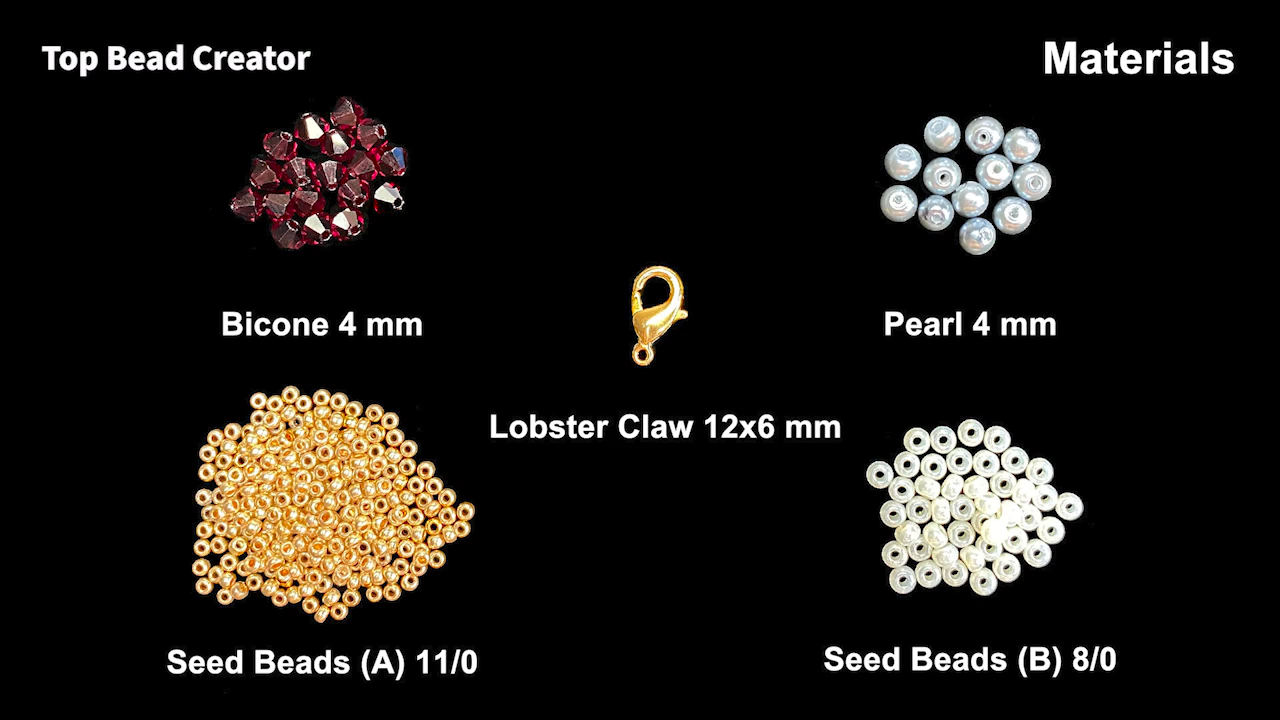 Top Bead Creator
Materials
Bicone 4 mm
Pearl 4 mm
Lobster Claw 12x6 mm
Seed Beads (A) 11/0
Seed Beads (B) 8/0